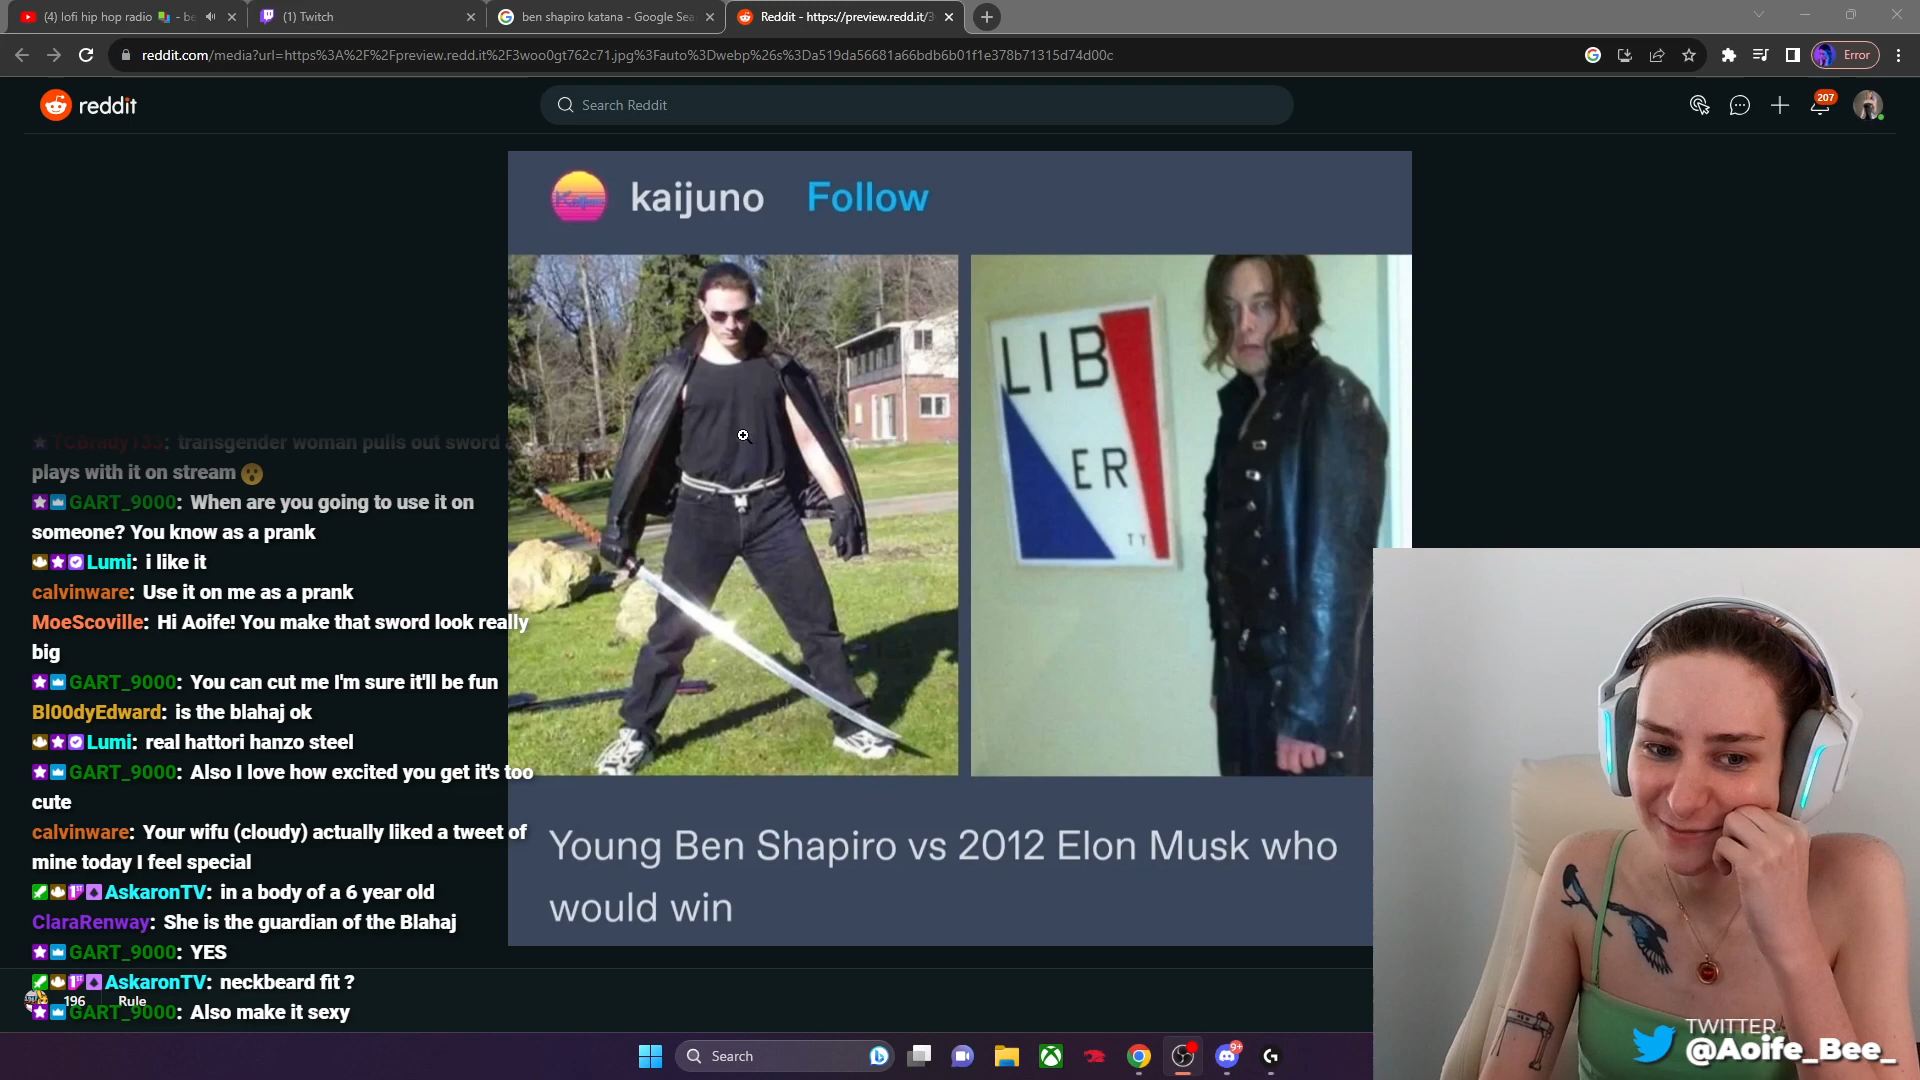 (4) lofi hip hop radio - be
(1) Twitch
ben shapiro katana - Google Sea
Reddit - https://preview.redd.it/3
reddit.com/media?url=https%3A%2F%2Fpreview.redd.it%2F3woo0gt762c71.jpg%3Fauto%3Dwebp%26s%3Da519da56681a66bdb6b01f1e378b71315d74d00c
Error
reddit
Search Reddit
207
kaijuno Follow
LIB
ER
TY
TCBrady133: transgender woman pulls out sword
plays with it on stream
GART_9000: When are you going to use it on
someone? You know as a prank
Lumi: i like it
calvinware: Use it on me as a prank
MoeScoville: Hi Aoife! You make that sword look really
big
GART_9000: You can cut me I'm sure it'll be fun
Bl00dyEdward: is the blahaj ok
Lumi: real hattori hanzo steel
GART_9000: Also I love how excited you get it's too
cute
calvinware: Your wifu (cloudy) actually liked a tweet of
mine today I feel special
AskaronTV: in a body of a 6 year old
ClaraRenway: She is the guardian of the Blahaj
GART_9000: YES
AskaronTV: neckbeard fit ?
196 Rule
GART_9000: Also make it sexy
Young Ben Shapiro vs 2012 Elon Musk who
would win
Search
9+
TWITTER
@Aoife_Bee_